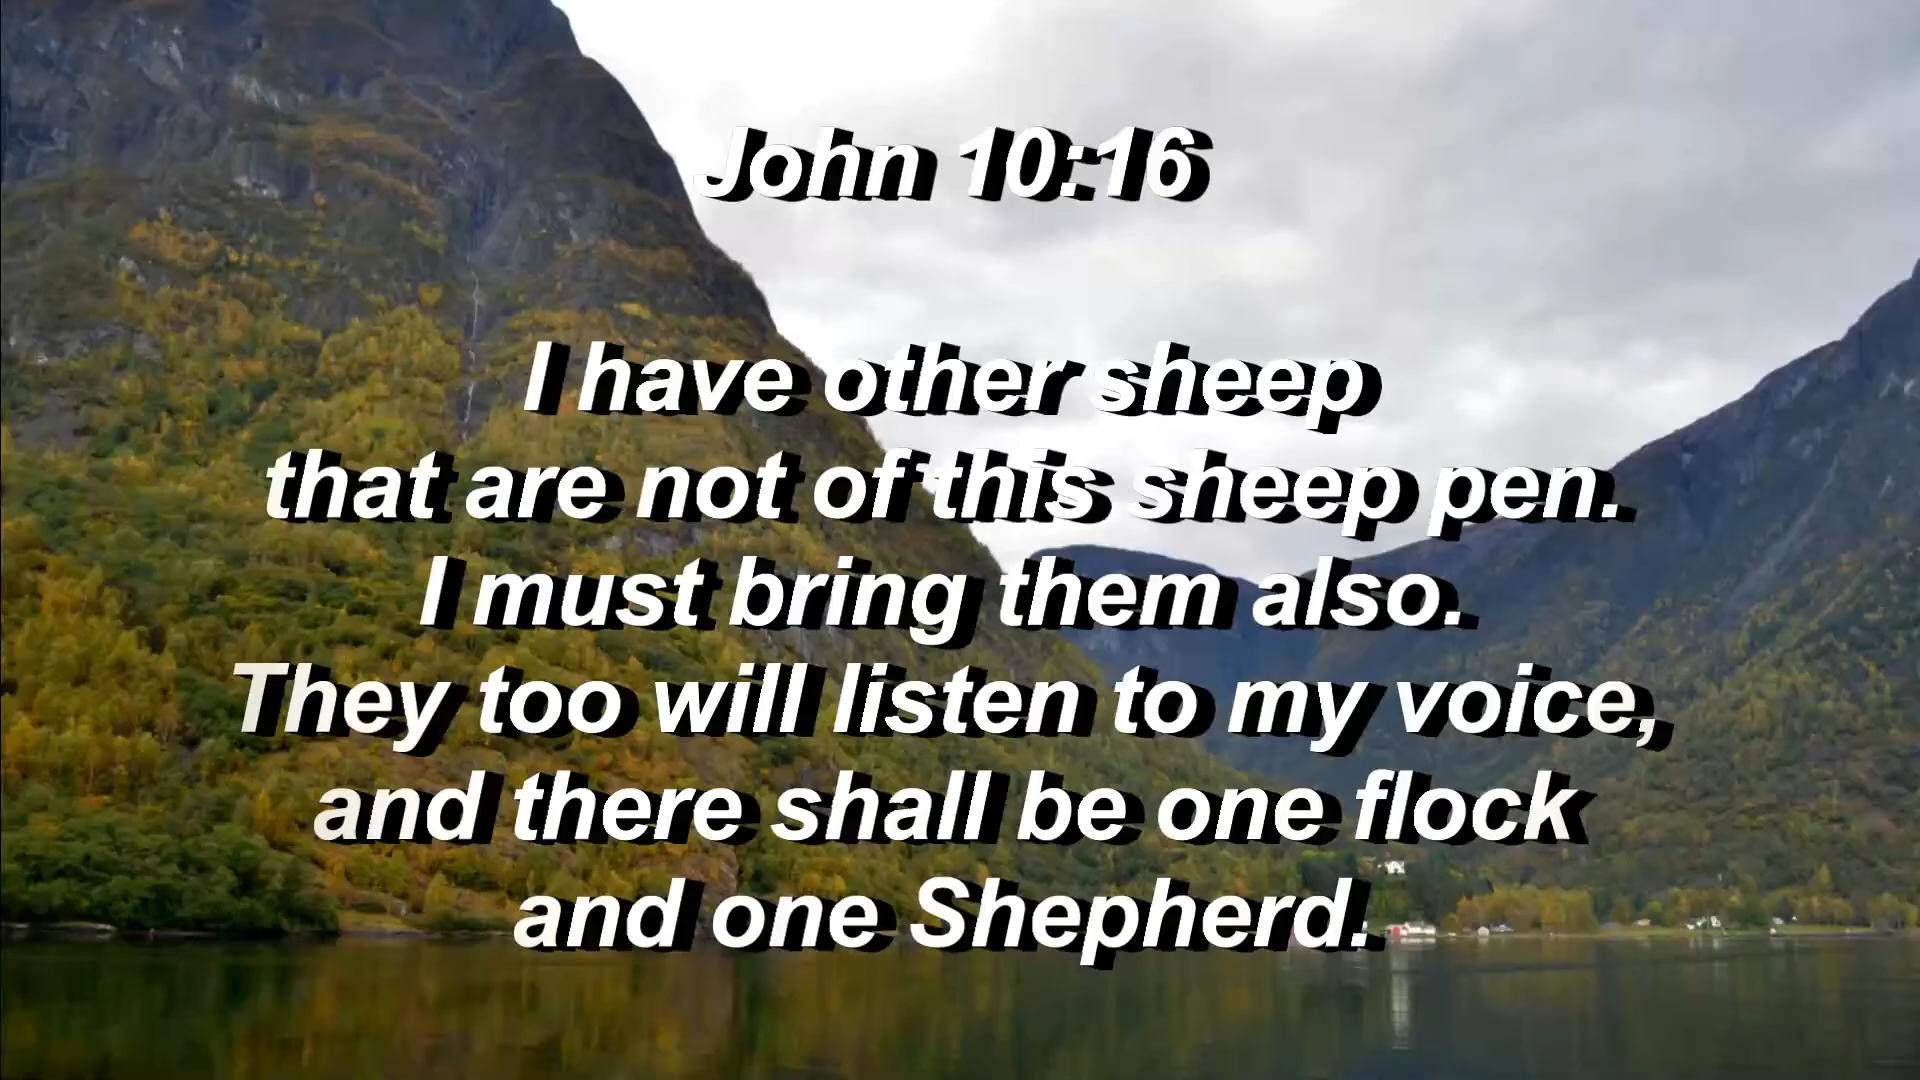 John 10:16
I have other sheep
that are not of this sheep pen.
I must bring them also.
They too will listen to my voice,
and there shall be one flock
and one Shepherd.